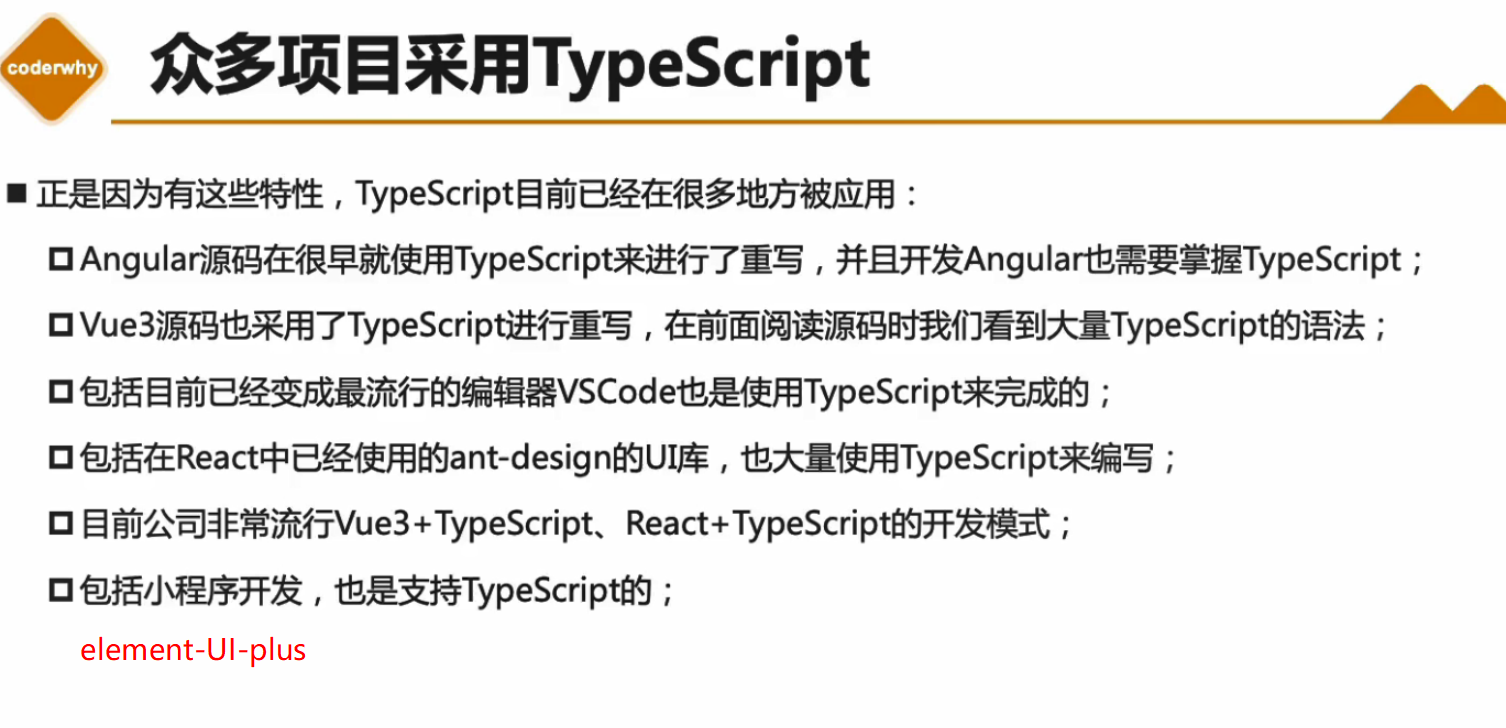 coderwhy
众多项目采用TypeScript
正是因为有这些特性，TypeScript目前已经在很多地方被应用：
Angular源码在很早就使用TypeScript来进行了重写，并且开发Angular也需要掌握TypeScript；
Vue3源码也采用了TypeScript进行重写，在前面阅读源码时我们看到大量TypeScript的语法；
包括目前已经变成最流行的编辑器VSCode也是使用TypeScript来完成的；
包括在React中已经使用的ant-design的UI库，也大量使用TypeScript来编写；
目前公司非常流行Vue3+TypeScript、React+TypeScript的开发模式；
包括小程序开发，也是支持TypeScript的；
element-UI-plus